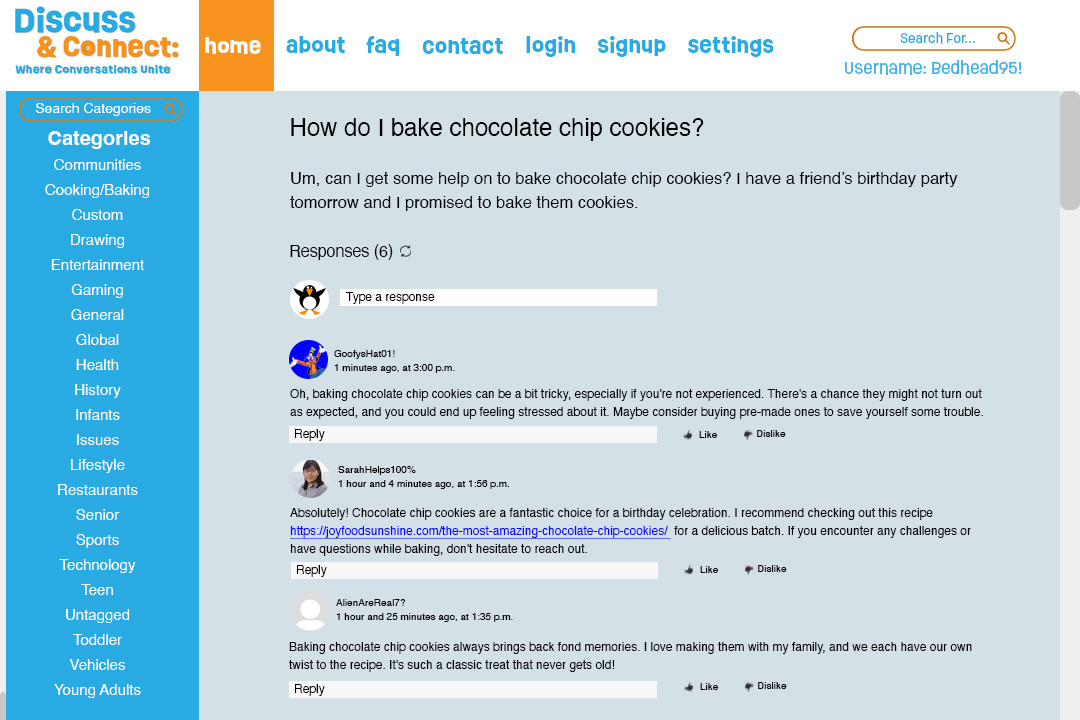 Discuss
& Connect:
Where Conversations Unite
home about faq contact login signup settings
Search For...
Username: Bedhead95!
Search Categories
Categories
Communities
Cooking/Baking
Custom
Drawing
Entertainment
Gaming
General
Global
Health
History
Infants
Issues
Lifestyle
Restaurants
Senior
Sports
Technology
Teen
Untagged
Toddler
Vehicles
Young Adults
How do I bake chocolate chip cookies?
Um, can I get some help on to bake chocolate chip cookies? I have a friend’s birthday party
tomorrow and I promised to bake them cookies.
Responses (6)
Type a response
GoofysHat01!
1 minutes ago, at 3:00 p.m.
Oh, baking chocolate chip cookies can be a bit tricky, especially if you're not experienced. There's a chance they might not turn out
as expected, and you could end up feeling stressed about it. Maybe consider buying pre-made ones to save yourself some trouble.
Reply Like Dislike
SarahHelps100%
1 hour and 4 minutes ago, at 1:56 p.m.
Absolutely! Chocolate chip cookies are a fantastic choice for a birthday celebration. I recommend checking out this recipe
https://joyfoodsunshine.com/the-most-amazing-chocolate-chip-cookies/ for a delicious batch. If you encounter any challenges or
have questions while baking, don't hesitate to reach out.
Reply Like Dislike
AlienAreReal7?
1 hour and 25 minutes ago, at 1:35 p.m.
Baking chocolate chip cookies always brings back fond memories. I love making them with my family, and we each have our own
twist to the recipe. It's such a classic treat that never gets old!
Reply Like Dislike